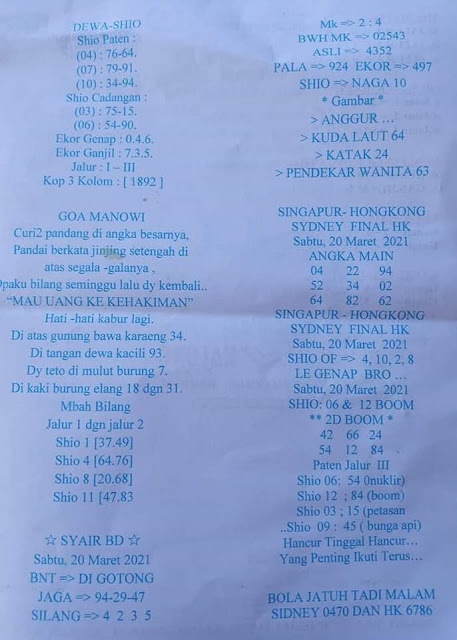 DEWA-SHIO
Shio Paten :
(04) : 76-64.
(07) : 79-91.
(10) : 34-94.
Shio Cadangan :
(03) : 75-15.
(06) : 54-90.
Ekor Genap : 0.4.6.
Ekor Ganjil : 7.3.5.
Jalur : I – III
Kop 3 Kolom : [ 1892 ]
GOA MANOWI
Curi2 pandang di angka besarnya,
Pandai berkata jinjing setengah di
atas segala -galanya ,
Opaku bilang seminggu lalu dy kembali..
“MAU UANG KE KEHAKIMAN”
Hati -hati kabur lagi.
Di atas gunung bawa karaeng 34.
Di tangan dewa kacili 93.
Dy teto di mulut burung 7.
Di kaki burung elang 18 dgn 31.
Mbah Bilang
Jalur 1 dgn jalur 2
Shio 1 [37.49]
Shio 4 [64.76]
Shio 8 [20.68]
Shio 11 [47.83
☆ SYAIR BD ☆
Sabtu, 20 Maret 2021
BNT => DI GOTONG
JAGA => 94-29-47
SILANG => 4 2 3 5
Mk => 2 : 4
BWH MK => 02543
ASLI => 4352
PALA => 924 EKOR => 497
SHIO => NAGA 10
* Gambar *
> ANGGUR …
> KUDA LAUT 64
> KATAK 24
> PENDEKAR WANITA 63
SINGAPUR- HONGKONG
SYDNEY FINAL HK
Sabtu, 20 Maret 2021
ANGKA MAIN
04 22 94
52 34 02
64 82 62
SINGAPUR - HONGKONG
SYDNEY FINAL HK
Sabtu, 20 Maret 2021
SHIO OF => 4, 10, 2, 8
LE GENAP BRO …
Sabtu, 20 Maret 2021
SHIO: 06 & 12 BOOM
** 2D BOOM *
42 66 24
54 12 84
Paten Jalur III
Shio 06: 54 0nuklir)
Shio 12 ; 84 (boom)
Shio 03 ; 15 (petasan
..Shio 09 : 45 ( bunga api)
Hancur Tinggal Hancur…
Yang Penting Ikuti Terus…
BOLA JATUH TADI MALAM
SIDNEY 0470 DAN HK 6786